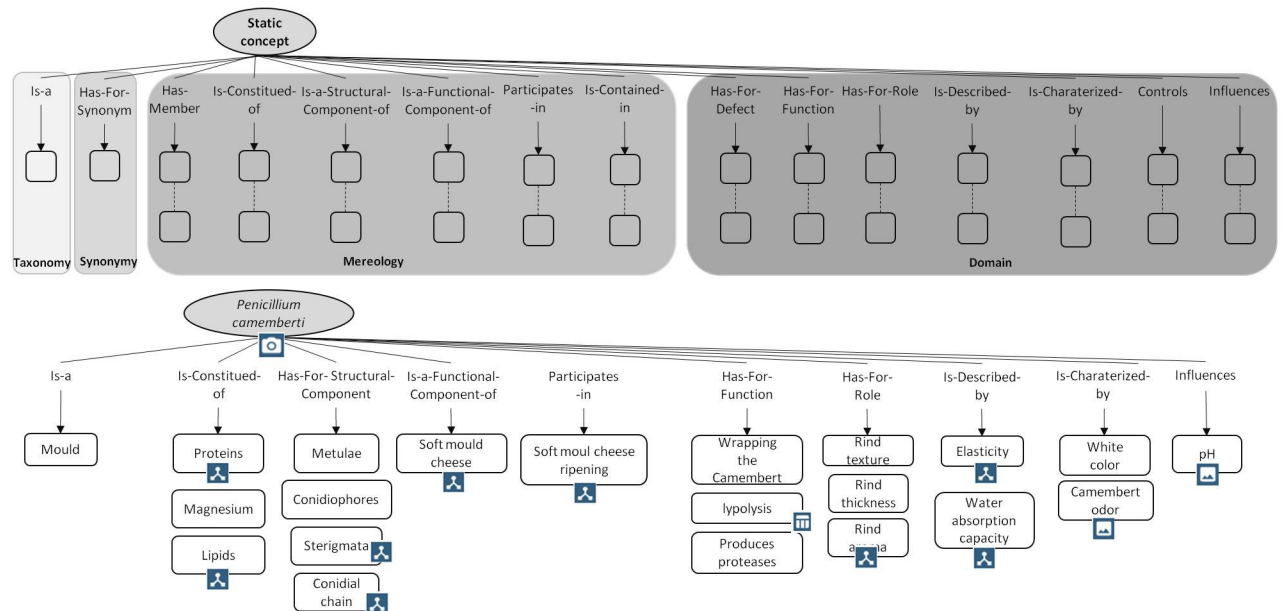 Static
concept
Is-a
Has-For-
Synonym
Has-
Member
Is-Constitued-
of
Is-a-Structural-
Component-of
Is-a-Functional-
Component-of
Participates
-in
Is-Contained-
in
Has-For-
Defect
Has-For-
Function
Has-For-Role
Is-Described-
by
Is-Charaterized-
by
Controls
Influences
Taxonomy
Synonymy
Mereology
Domain
Penicillium
camemberti
Is-a
Is-Constitued-
of
Has-For- Structural-
Component
Is-a-Functional-
Component-of
Participates
-in
Has-For-
Function
Has-For-
Role
Is-Described-
by
Is-Charaterized-
by
Influences
Mould
Proteins
Magnesium
Lipids
Metulae
Conidiophores
Sterigmata
Conidial
chain
Soft mould
cheese
Soft moul cheese
ripening
Wrapping
the
Camembert
lypolysis
Produces
proteases
Rind
texture
Rind
thickness
Rind
aroma
Elasticity
Water
absorption
capacity
White
color
Camembert
odor
pH